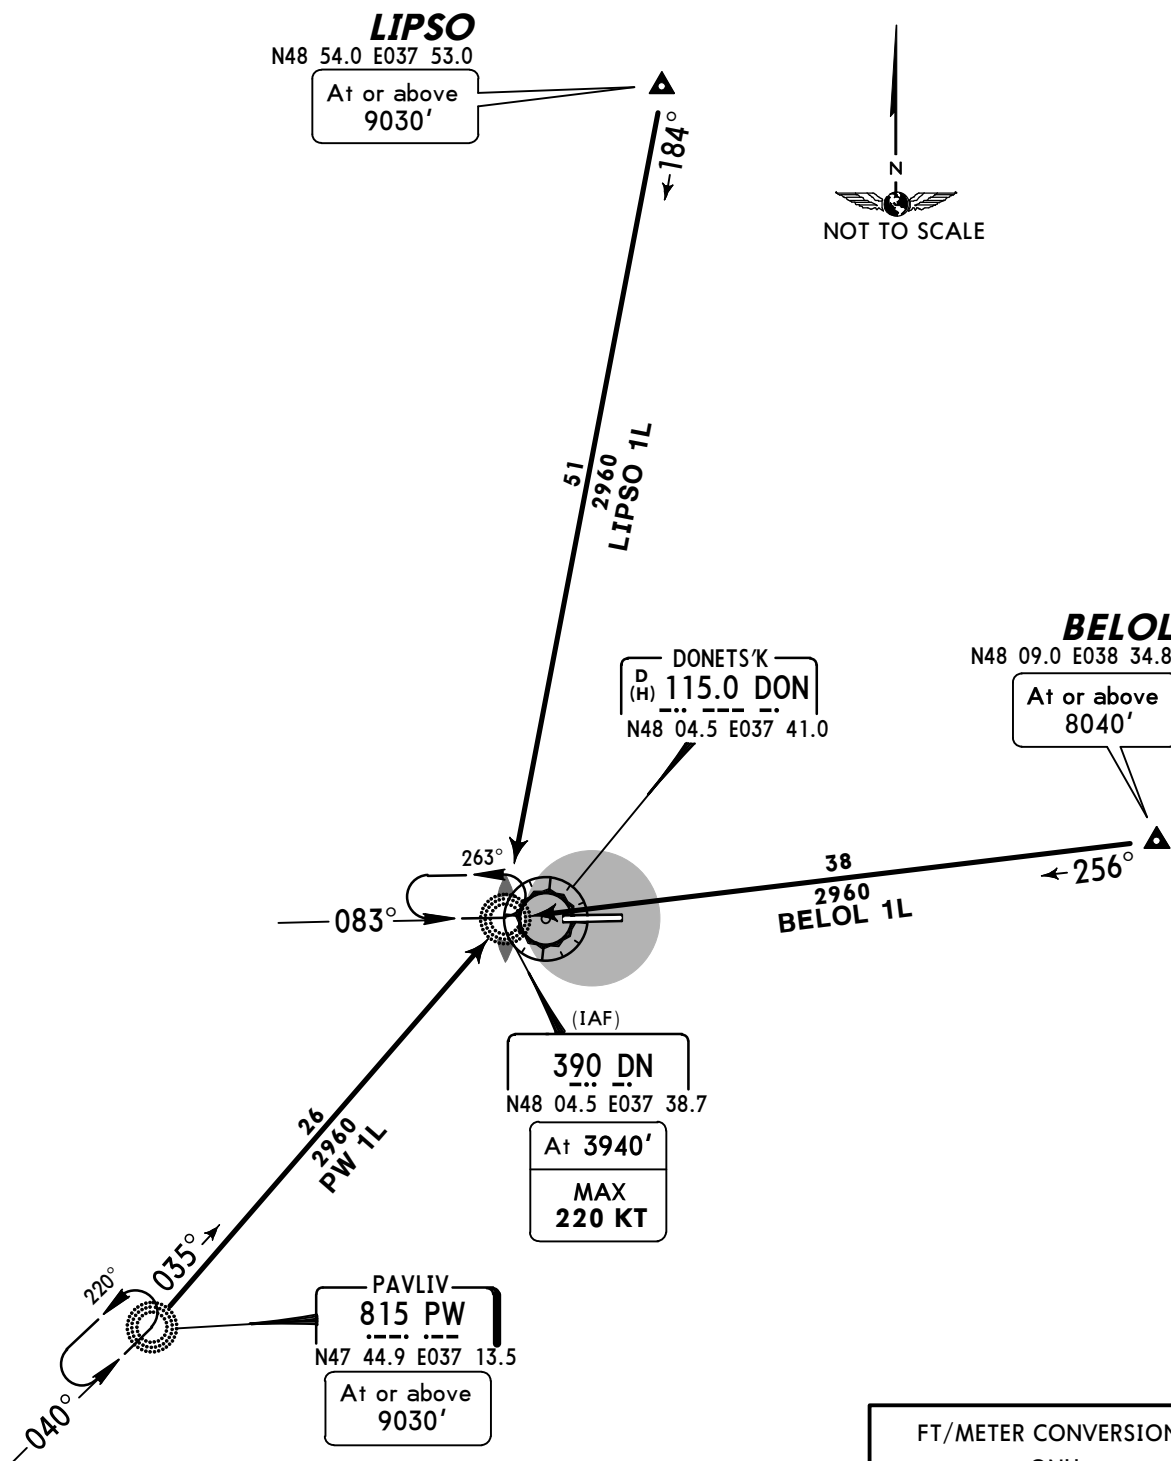 LIPSO
N48 54.0 E037 53.0
At or above
9030'
184°
N
NOT TO SCALE
51
2960
LIPSO 1L
BELOL
N48 09.0 E038 34.8
At or above
8040'
DONETS'K
D
(H) 115.0 DON
N48 04.5 E037 41.0
263°
083°
38
2960
BELOL 1L
256°
(IAF)
390 DN
N48 04.5 E037 38.7
At 3940'
MAX
220 KT
26
2960
PW 1L
035°
220°
040°
PAVLIV
815 PW
N47 44.9 E037 13.5
At or above
9030'
FT/METER CONVERSION